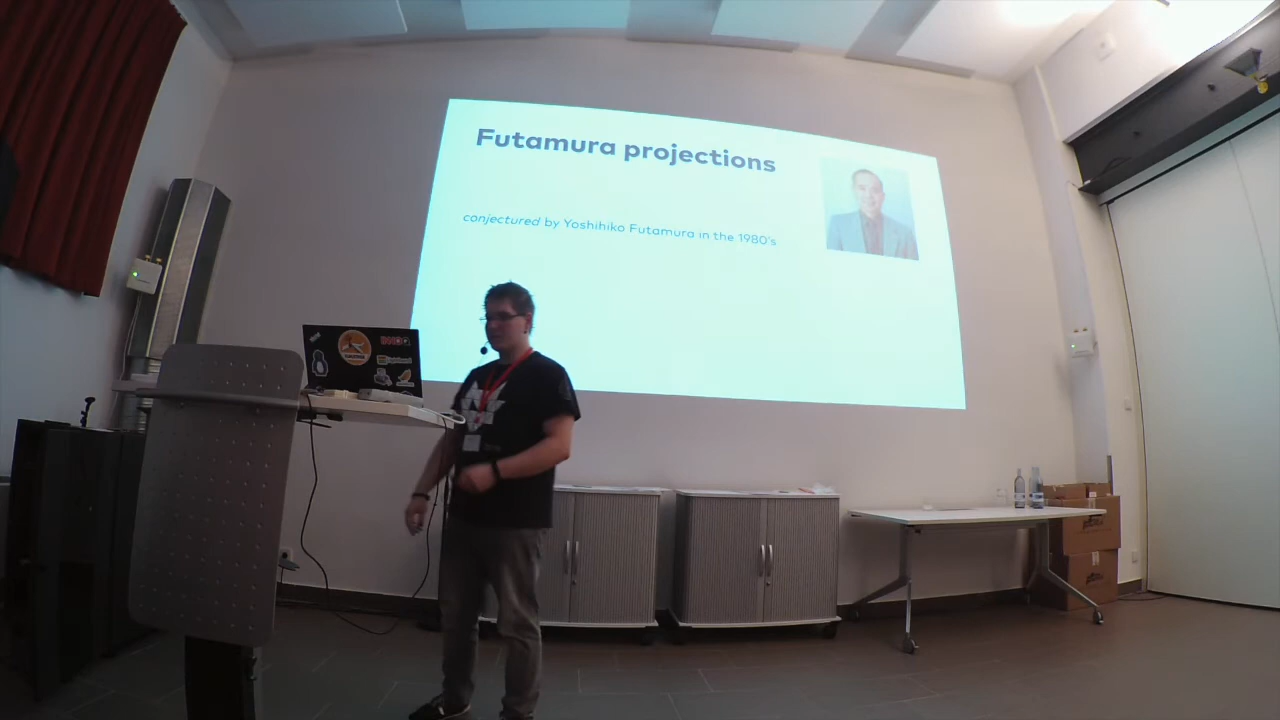 Futamura projections
conjectured by Yoshihiko Futamura in the 1980's